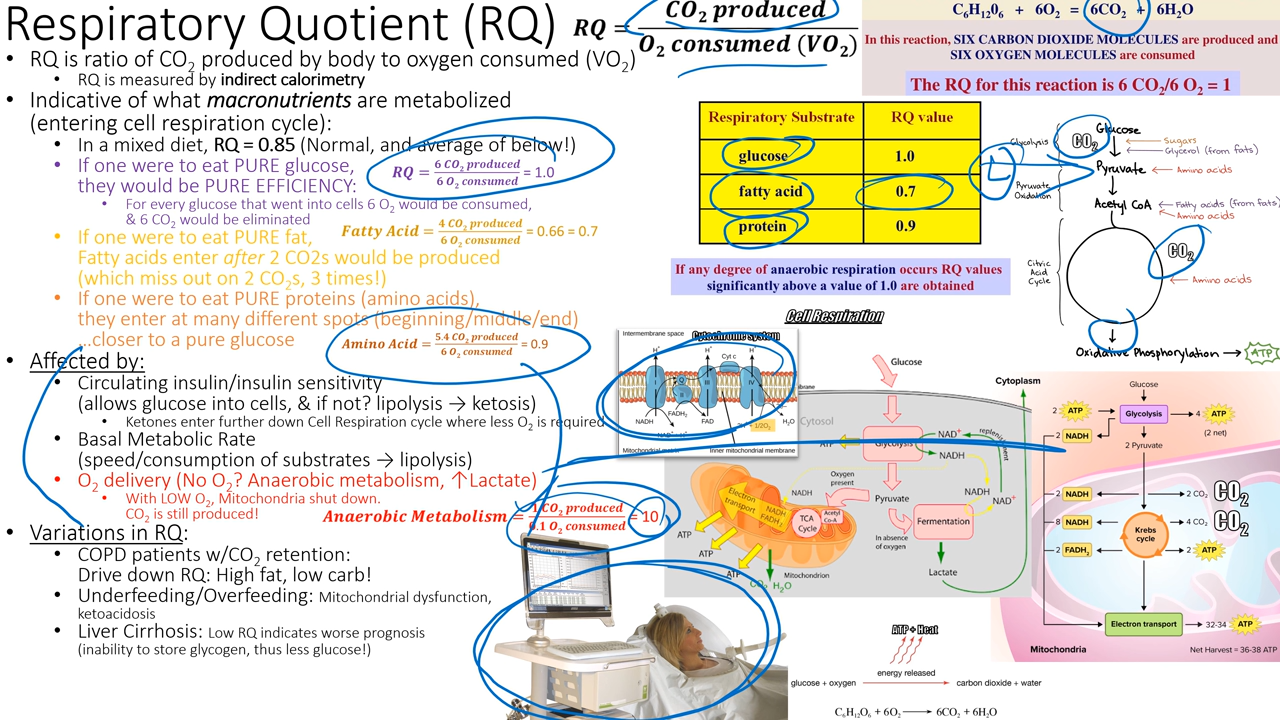 Respiratory Quotient (RQ)
RQ = CO₂ produced / O₂ consumed (VO₂)
• RQ is ratio of CO₂ produced by body to oxygen consumed (VO₂)
• RQ is measured by indirect calorimetry
• Indicative of what macronutrients are metabolized
(entering cell respiration cycle):
• In a mixed diet, RQ = 0.85 (Normal, and average of below!)
• If one were to eat PURE glucose,
they would be PURE EFFICIENCY:
RQ = 6 CO₂ produced / 6 O₂ consumed = 1.0
• For every glucose that went into cells 6 O₂ would be consumed,
& 6 CO₂ would be eliminated
• If one were to eat PURE fat,
Fatty Acid = 4 CO₂ produced / 6 O₂ consumed = 0.66 = 0.7
Fatty acids enter after 2 CO2s would be produced
(which miss out on 2 CO₂s, 3 times!)
• If one were to eat PURE proteins (amino acids),
they enter at many different spots (beginning/middle/end)
...closer to a pure glucose
Amino Acid = 5.4 CO₂ produced / 6 O₂ consumed = 0.9
• Affected by:
• Circulating insulin/insulin sensitivity
(allows glucose into cells, & if not? lipolysis → ketosis)
• Ketones enter further down Cell Respiration cycle where less O₂ is required
• Basal Metabolic Rate
(speed/consumption of substrates → lipolysis)
• O₂ delivery (No O₂? Anaerobic metabolism, ↑Lactate)
• With LOW O₂, Mitochondria shut down.
CO₂ is still produced!
Anaerobic Metabolism = 1 CO₂ produced / 0.1 O₂ consumed = 10
• Variations in RQ:
• COPD patients w/CO₂ retention:
Drive down RQ: High fat, low carb!
• Underfeeding/Overfeeding: Mitochondrial dysfunction,
ketoacidosis
• Liver Cirrhosis: Low RQ indicates worse prognosis
(inability to store glycogen, thus less glucose!)
C₆H₁₂0₆ + 6O₂ = 6CO₂ + 6H₂O
In this reaction, SIX CARBON DIOXIDE MOLECULES are produced and
SIX OXYGEN MOLECULES are consumed
The RQ for this reaction is 6 CO₂/6 O₂ = 1
Respiratory Substrate RQ value
glucose 1.0
fatty acid 0.7
protein 0.9
If any degree of anaerobic respiration occurs RQ values
significantly above a value of 1.0 are obtained
Glucose
Glycolysis
CO₂
Sugars
Glycerol (from fats)
Pyruvate
Amino acids
Pyruvate
Oxidation
Acetyl CoA
Fatty acids (from fats)
Amino acids
CO₂
Citric
Acid
Cycle
Amino acids
Oxidative Phosphorylation → ATP
Cell Respiration
Intermembrane space
Cytochrome system
H⁺ H⁺ H⁺
Cyt c
I Q II III IV
NADH
FADH₂
FAD
1/2O₂
H₂O
Mitochondrial matrix
Inner mitochondrial membrane
Glucose
Cytosol
ATP
Glycolysis
NAD⁺
NADH
replenishment
Oxygen
present
NADH
Electron
transport
NADH
FADH₂
TCA
Cycle
Acetyl
Co-A
Pyruvate
In absence
of oxygen
NADH
NAD⁺
Fermentation
Lactate
ATP
ATP
ATP
CO₂ H₂O
Mitochondrion
Cytoplasm
Glucose
2 ATP
Glycolysis
4 ATP
(2 net)
2 NADH
2 Pyruvate
2 NADH
2 CO₂
CO₂
8 NADH
Krebs
cycle
4 CO₂
CO₂
2 FADH₂
2 ATP
Electron transport
32-34 ATP
Mitochondria
Net Harvest = 36-38 ATP
ATP + Heat
energy released
glucose + oxygen → carbon dioxide + water
C₆H₁₂O₆ + 6O₂ → 6CO₂ + 6H₂O